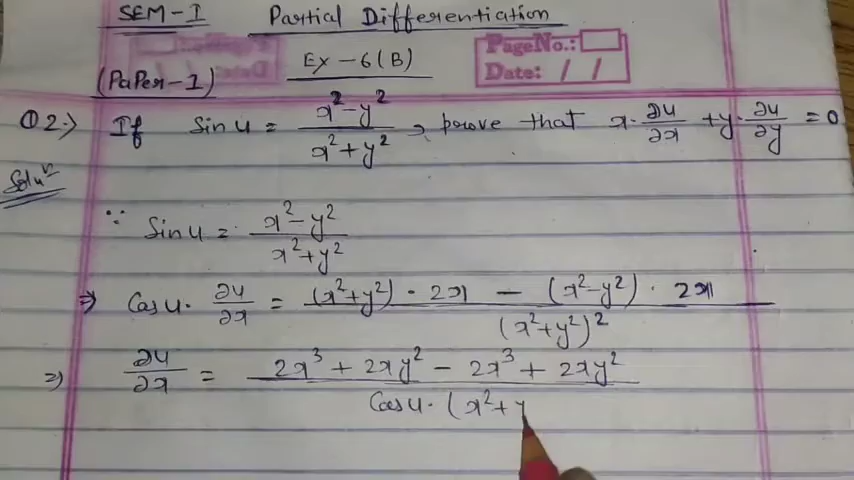 SEM-I Partial Differentiation
(PaPer-1) Ex-6(B) PageNo.:
Date: / /
Q2:> If Sin u = (x²-y²)/(x²+y²), prove that x·∂u/∂x + y·∂u/∂y = 0
Soluⁿ
∵ Sin u = (x²-y²)/(x²+y²)
⇒ Cos u · ∂u/∂x = ((x²+y²)·2x - (x²-y²)·2x)/(x²+y²)²
⇒ ∂u/∂x = (2x³+2xy²-2x³+2xy²)/(Cos u·(x²+y